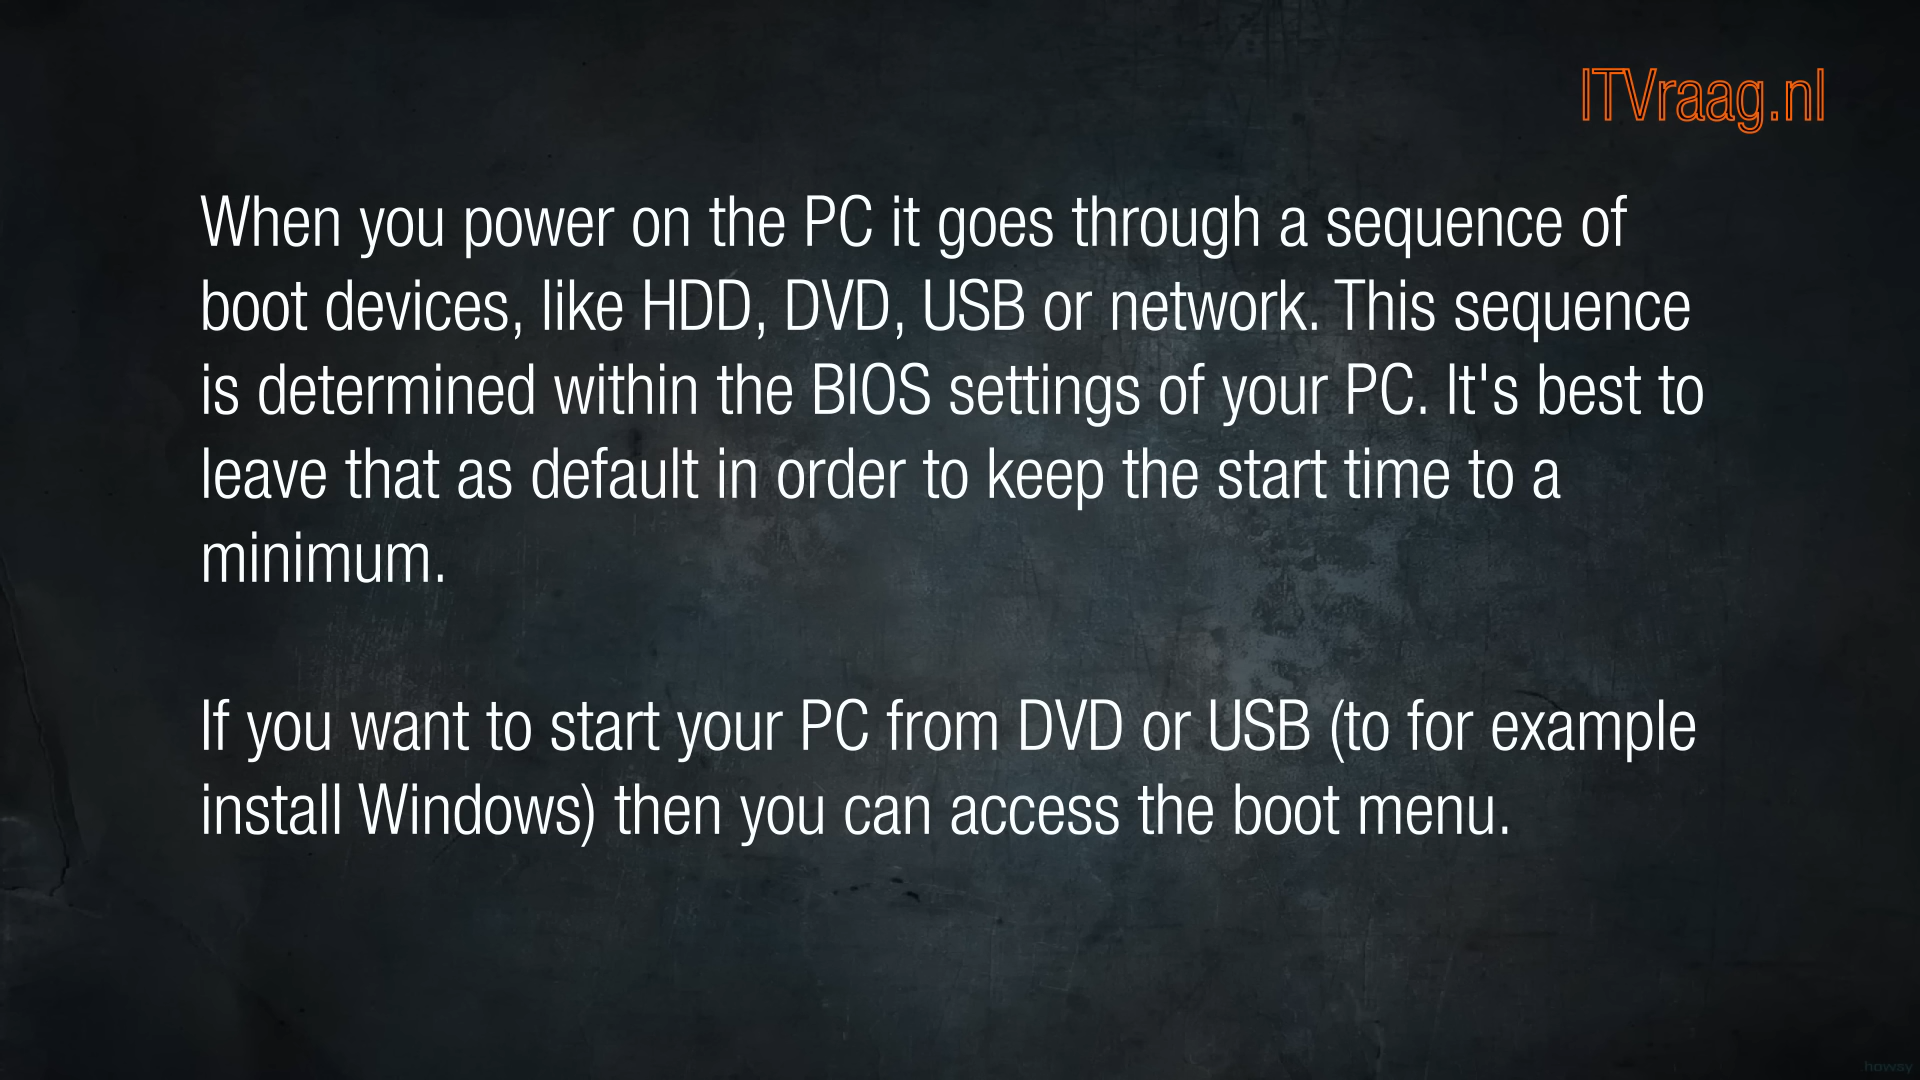 ITVraag.nl
When you power on the PC it goes through a sequence of
boot devices, like HDD, DVD, USB or network. This sequence
is determined within the BIOS settings of your PC. It's best to
leave that as default in order to keep the start time to a
minimum.
If you want to start your PC from DVD or USB (to for example
install Windows) then you can access the boot menu.
hawsy